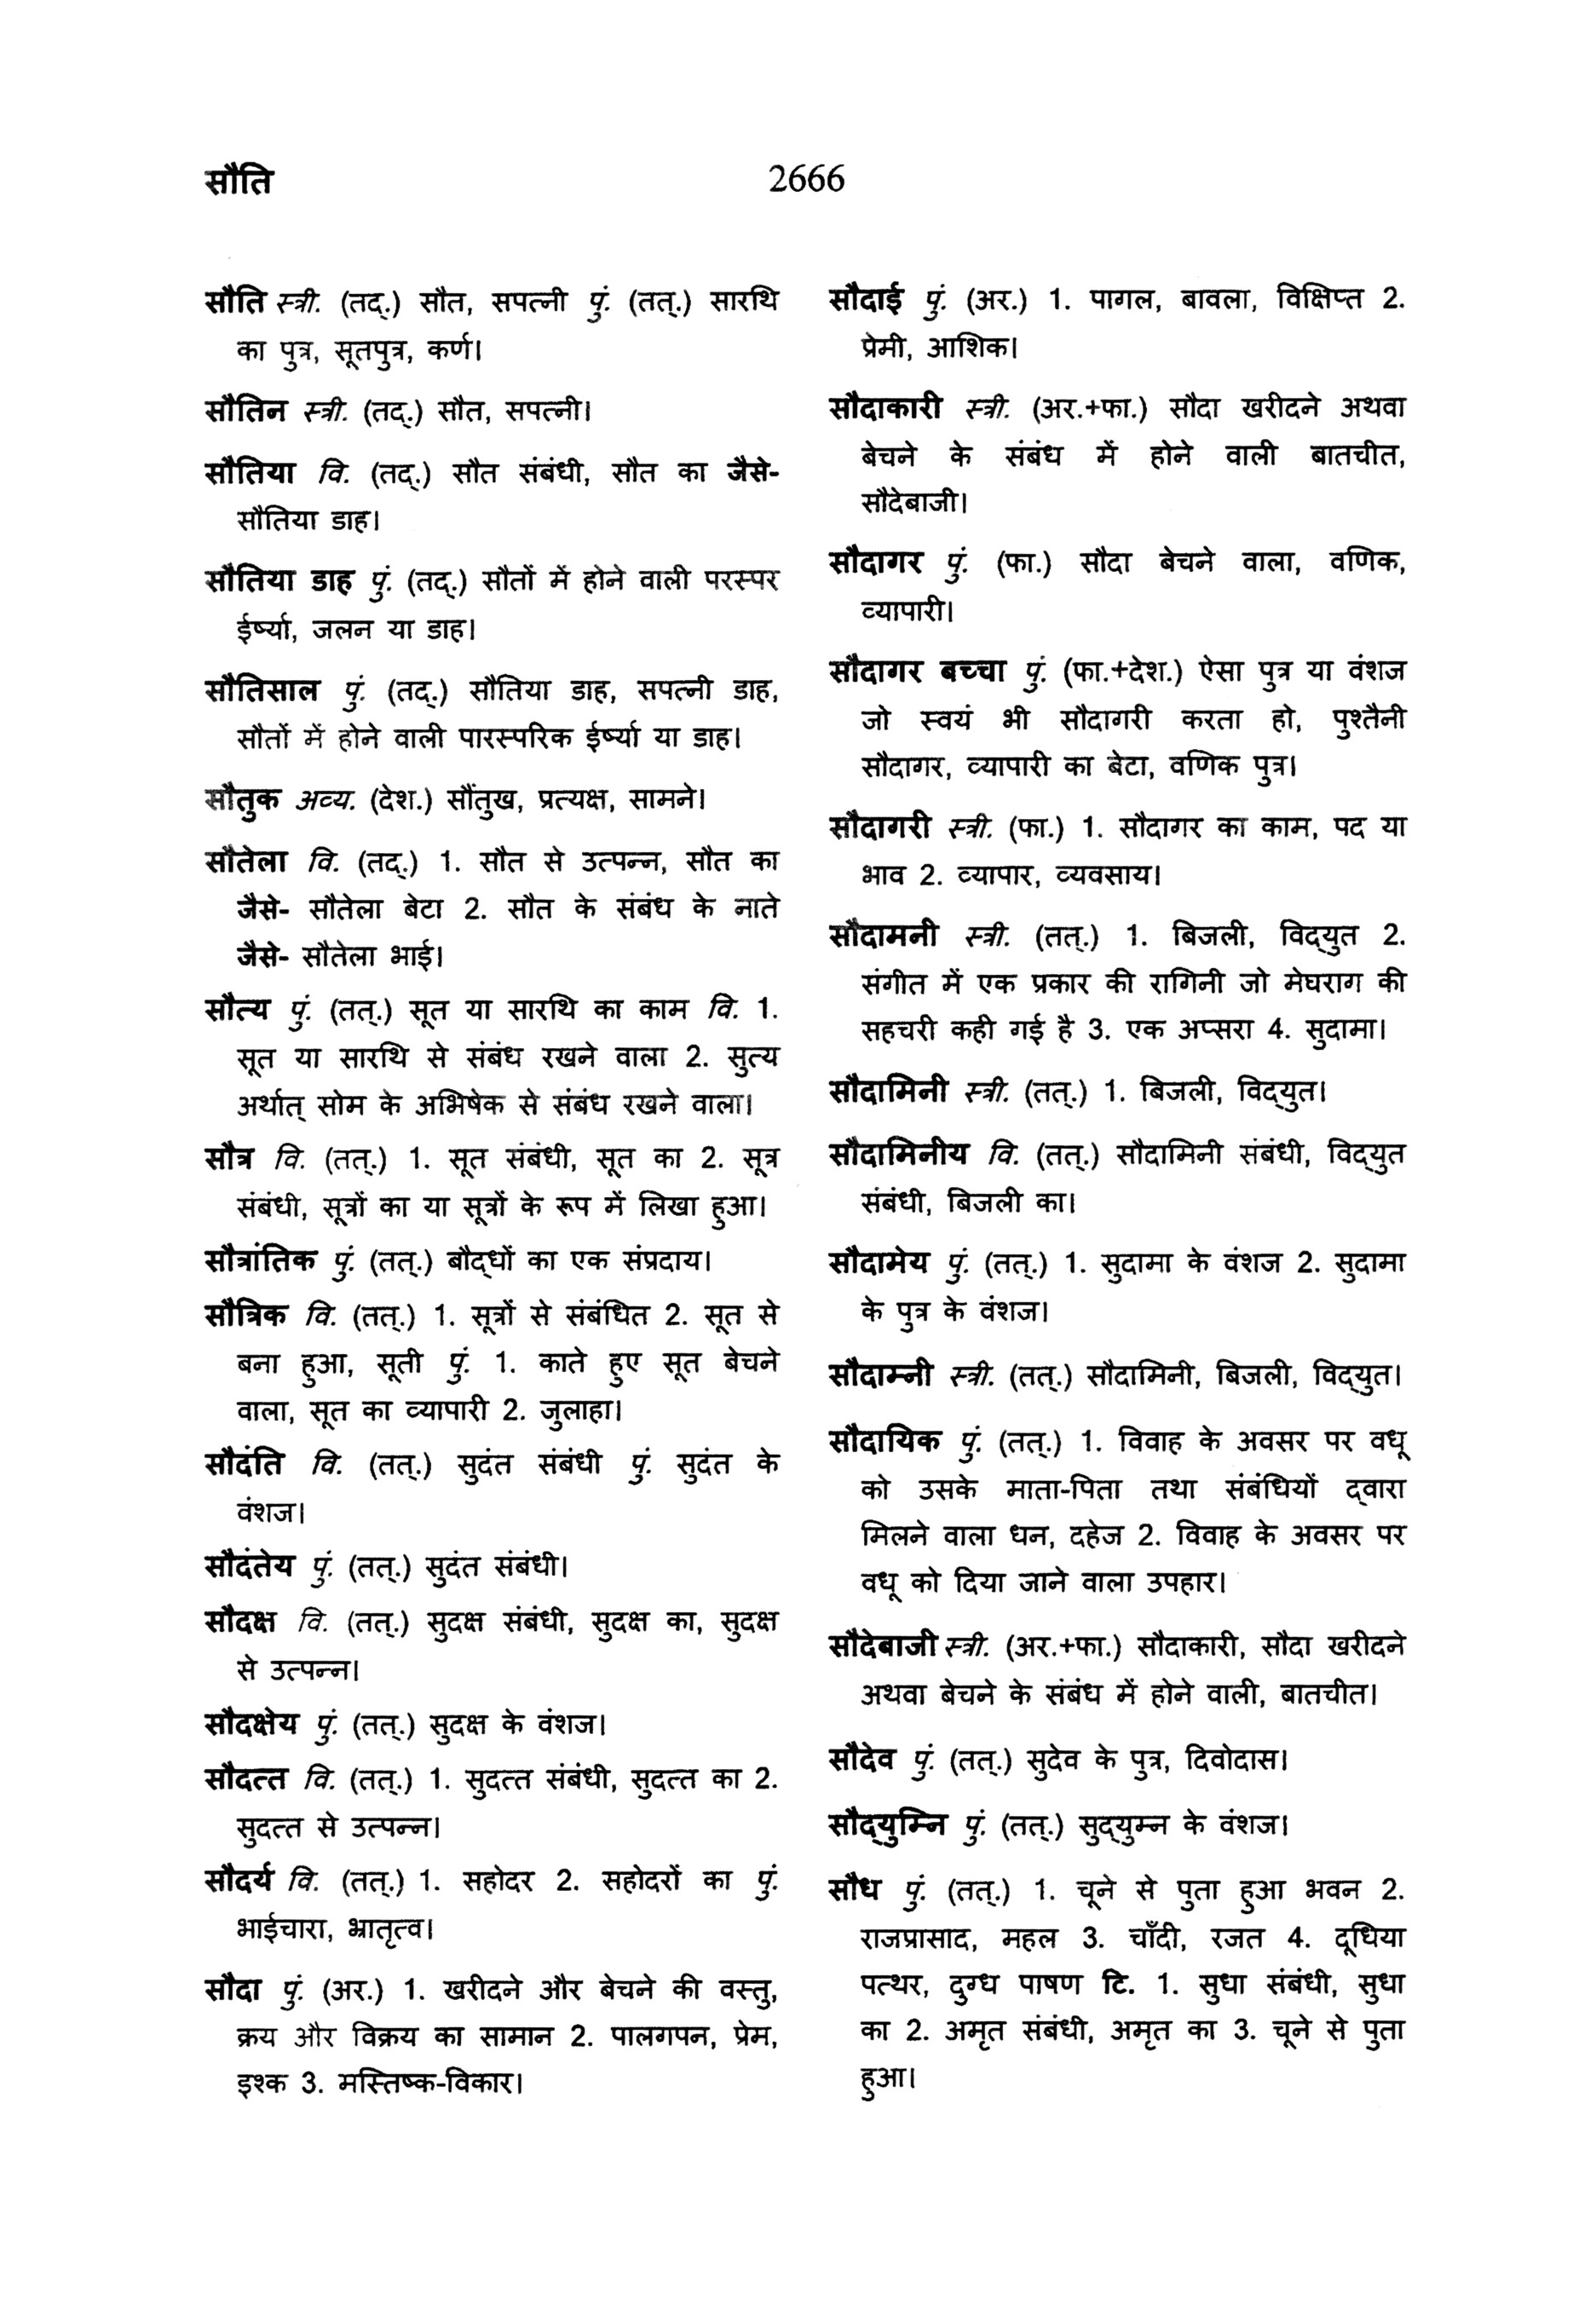 सौति
2666
सौति स्त्री. (तद्.) सौत, सपत्नी पुं. (तत्.) सारथि
का पुत्र, सूतपुत्र, कर्ण।
सौतिन स्त्री. (तद्.) सौत, सपत्नी।
सौतिया वि. (तद्.) सौत संबंधी, सौत का जैसे-
सौतिया डाह।
सौतिया डाह पुं. (तद्.) सौतों में होने वाली परस्पर
ईर्ष्या, जलन या डाह।
सौतिसाल पुं. (तद्.) सौतिया डाह, सपत्नी डाह,
सौतों में होने वाली पारस्परिक ईर्ष्या या डाह।
सौतुक अव्य. (देश.) सौंतुख, प्रत्यक्ष, सामने।
सौतेला वि. (तद्.) 1. सौत से उत्पन्न, सौत का
जैसे- सौतेला बेटा 2. सौत के संबंध के नाते
जैसे- सौतेला भाई।
सौत्य पुं. (तत्.) सूत या सारथि का काम वि. 1.
सूत या सारथि से संबंध रखने वाला 2. सुत्य
अर्थात् सोम के अभिषेक से संबंध रखने वाला।
सौत्र वि. (तत्.) 1. सूत संबंधी, सूत का 2. सूत्र
संबंधी, सूत्रों का या सूत्रों के रूप में लिखा हुआ।
सौत्रांतिक पुं. (तत्.) बौद्धों का एक संप्रदाय।
सौत्रिक वि. (तत्.) 1. सूत्रों से संबंधित 2. सूत से
बना हुआ, सूती पुं. 1. काते हुए सूत बेचने
वाला, सूत का व्यापारी 2. जुलाहा।
सौदंति वि. (तत्.) सुदंत संबंधी पुं. सुदंत के
वंशज।
सौदंतेय पुं. (तत्.) सुदंत संबंधी।
सौदक्ष वि. (तत्.) सुदक्ष संबंधी, सुदक्ष का, सुदक्ष
से उत्पन्न।
सौदक्षेय पुं. (तत्.) सुदक्ष के वंशज।
सौदत्त वि. (तत्.) 1. सुदत्त संबंधी, सुदत्त का 2.
सुदत्त से उत्पन्न।
सौदर्य वि. (तत्.) 1. सहोदर 2. सहोदरों का पुं.
भाईचारा, भ्रातृत्व।
सौदा पुं. (अर.) 1. खरीदने और बेचने की वस्तु,
क्रय और विक्रय का सामान 2. पालगपन, प्रेम,
इश्क 3. मस्तिष्क-विकार।
सौदाई पुं. (अर.) 1. पागल, बावला, विक्षिप्त 2.
प्रेमी, आशिक।
सौदाकारी स्त्री. (अर.+फा.) सौदा खरीदने अथवा
बेचने के संबंध में होने वाली बातचीत,
सौदेबाजी।
सौदागर पुं. (फा.) सौदा बेचने वाला, वणिक,
व्यापारी।
सौदागर बच्चा पुं. (फा.+देश.) ऐसा पुत्र या वंशज
जो स्वयं भी सौदागरी करता हो, पुश्तैनी
सौदागर, व्यापारी का बेटा, वणिक पुत्र।
सौदागरी स्त्री. (फा.) 1. सौदागर का काम, पद या
भाव 2. व्यापार, व्यवसाय।
सौदामनी स्त्री. (तत्.) 1. बिजली, विद्‌युत 2.
संगीत में एक प्रकार की रागिनी जो मेघराग की
सहचरी कही गई है 3. एक अप्सरा 4. सुदामा।
सौदामिनी स्त्री. (तत्.) 1. बिजली, विद्‌युत।
सौदामिनीय वि. (तत्.) सौदामिनी संबंधी, विद्‌युत
संबंधी, बिजली का।
सौदामेय पुं. (तत्.) 1. सुदामा के वंशज 2. सुदामा
के पुत्र के वंशज।
सौदाम्नी स्त्री. (तत्.) सौदामिनी, बिजली, विद्‌युत।
सौदायिक पुं. (तत्.) 1. विवाह के अवसर पर वधू
को उसके माता-पिता तथा संबंधियों द्‌वारा
मिलने वाला धन, दहेज 2. विवाह के अवसर पर
वधू को दिया जाने वाला उपहार।
सौदेबाजी स्त्री. (अर.+फा.) सौदाकारी, सौदा खरीदने
अथवा बेचने के संबंध में होने वाली, बातचीत।
सौदेव पुं. (तत्.) सुदेव के पुत्र, दिवोदास।
सौद्‌युम्नि पुं. (तत्.) सुद्‌युम्न के वंशज।
सौध पुं. (तत्.) 1. चूने से पुता हुआ भवन 2.
राजप्रासाद, महल 3. चाँदी, रजत 4. दूधिया
पत्थर, दुग्ध पाषण टि. 1. सुधा संबंधी, सुधा
का 2. अमृत संबंधी, अमृत का 3. चूने से पुता
हुआ।